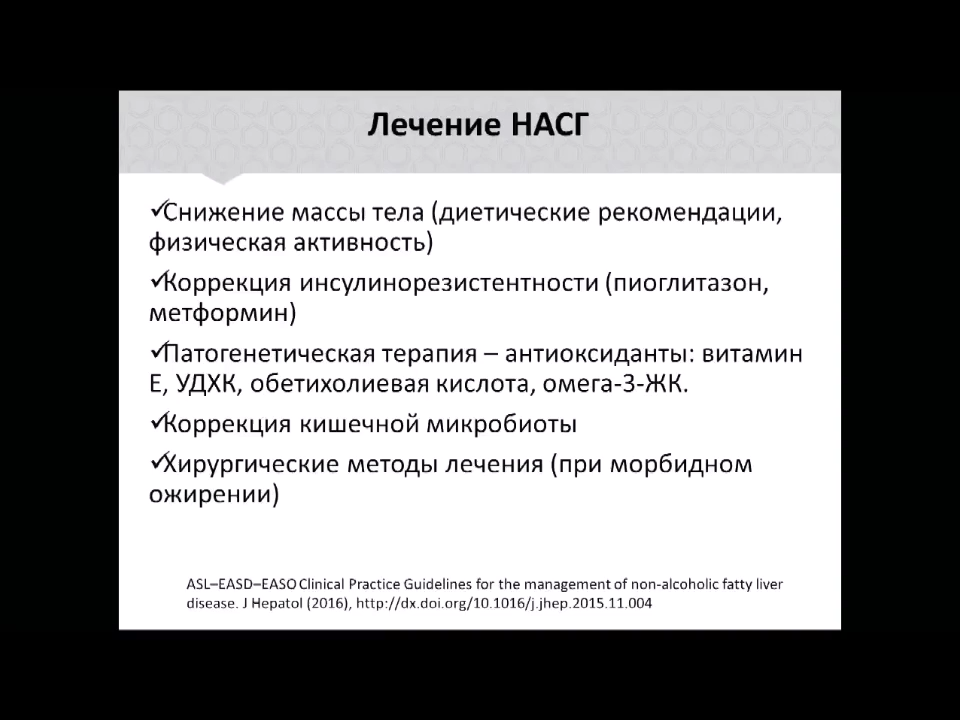 Лечение НАСГ
✓Снижение массы тела (диетические рекомендации,
физическая активность)
✓Коррекция инсулинорезистентности (пиоглитазон,
метформин)
✓Патогенетическая терапия – антиоксиданты: витамин
Е, УДХК, обетихолиевая кислота, омега-3-ЖК.
✓Коррекция кишечной микробиоты
✓Хирургические методы лечения (при морбидном
ожирении)
ASL–EASD–EASO Clinical Practice Guidelines for the management of non-alcoholic fatty liver
disease. J Hepatol (2016), http://dx.doi.org/10.1016/j.jhep.2015.11.004